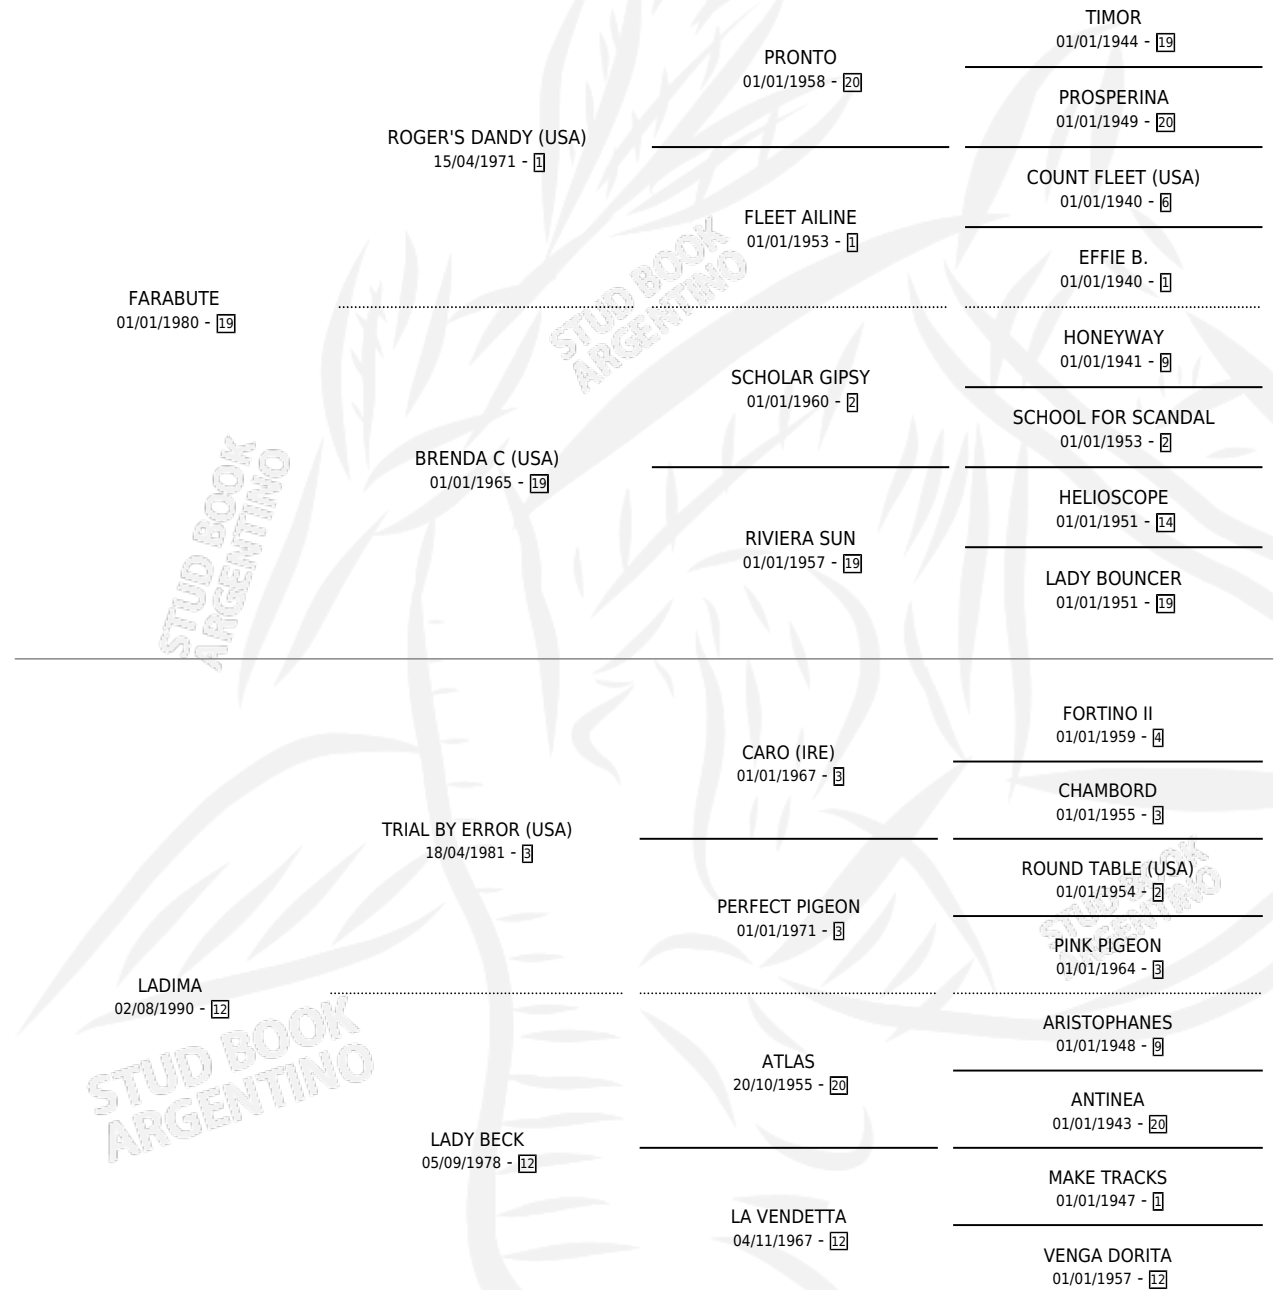 TIMOR
01/01/1944 - 19
PRONTO
01/01/1958 - 20
PROSPERINA
01/01/1949 - 20
ROGER'S DANDY (USA)
15/04/1971 - 1
COUNT FLEET (USA)
01/01/1940 - 6
FLEET AILINE
01/01/1953 - 1
EFFIE B.
01/01/1940 - 1
FARABUTE
01/01/1980 - 19
HONEYWAY
01/01/1941 - 9
SCHOLAR GIPSY
01/01/1960 - 2
SCHOOL FOR SCANDAL
01/01/1953 - 2
BRENDA C (USA)
01/01/1965 - 19
HELIOSCOPE
01/01/1951 - 14
RIVIERA SUN
01/01/1957 - 19
LADY BOUNCER
01/01/1951 - 19
FORTINO II
01/01/1959 - 4
CARO (IRE)
01/01/1967 - 3
CHAMBORD
01/01/1955 - 3
TRIAL BY ERROR (USA)
18/04/1981 - 3
ROUND TABLE (USA)
01/01/1954 - 2
PERFECT PIGEON
01/01/1971 - 3
PINK PIGEON
01/01/1964 - 3
LADIMA
02/08/1990 - 12
ARISTOPHANES
01/01/1948 - 9
ATLAS
20/10/1955 - 20
ANTINEA
01/01/1943 - 20
LADY BECK
05/09/1978 - 12
MAKE TRACKS
01/01/1947 - 1
LA VENDETTA
04/11/1967 - 12
VENGA DORITA
01/01/1957 - 12
STUD BOOK
ARGENTINO
STUD BOOK
ARGENTINO
STUD BOOK
ARGENTINO
STUD BOOK
ARGENTINO